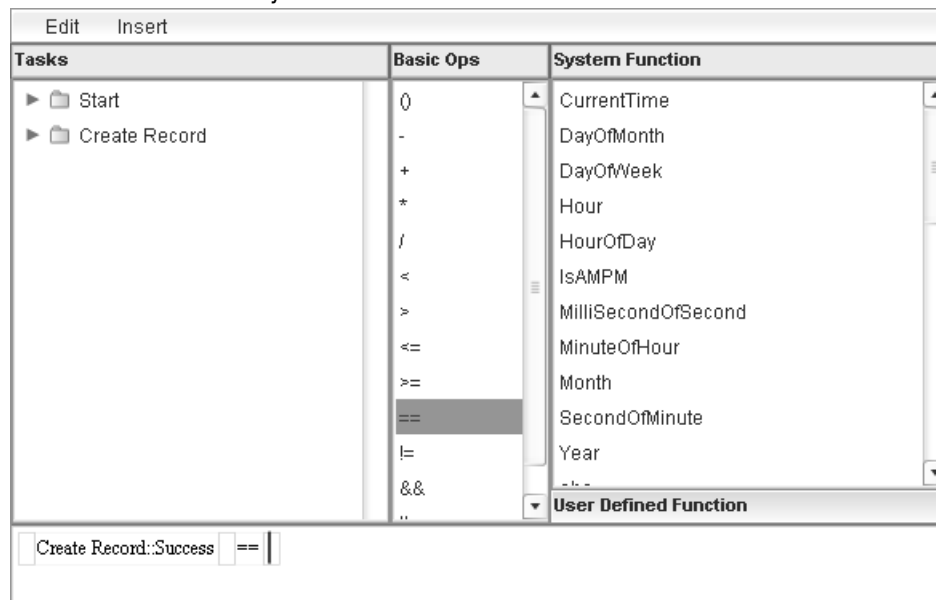 Edit Insert
Tasks
Start
Create Record
Basic Ops
()
-
+
*
/
<
>
<=
>=
==
!=
&&
System Function
CurrentTime
DayOfMonth
DayOfWeek
Hour
HourOfDay
IsAMPM
MilliSecondOfSecond
MinuteOfHour
Month
SecondOfMinute
Year
User Defined Function
Create Record::Success ==